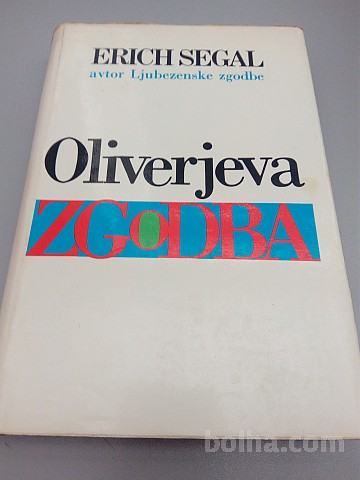 ERICH SEGAL
avtor Ljubezenske zgodbe
Oliverjeva
ZGoDBA
bolha.com